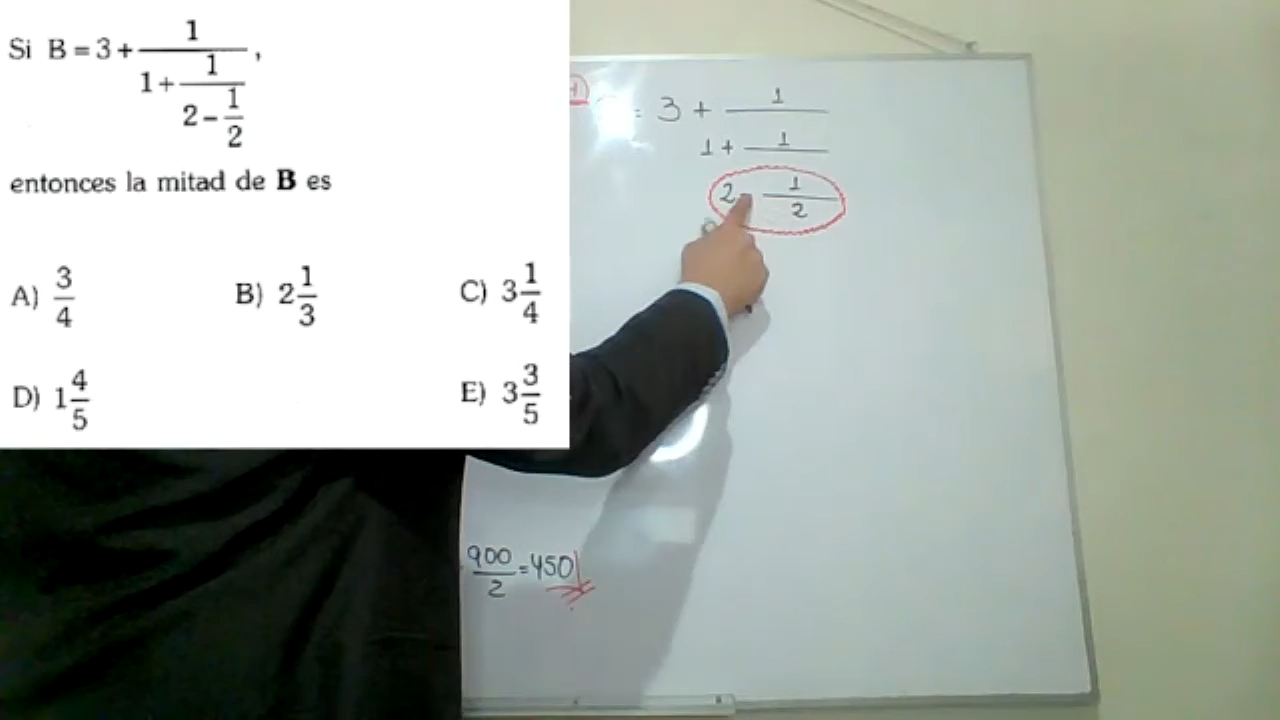 Si B = 3 + 1
1 + 1
2 - 1
2 ,
entonces la mitad de B es
A) 3/4 B) 2 1/3 C) 3 1/4
D) 1 4/5 E) 3 3/5
= 3 + 1
1 + 1
2 - 1
2
900/2 = 450